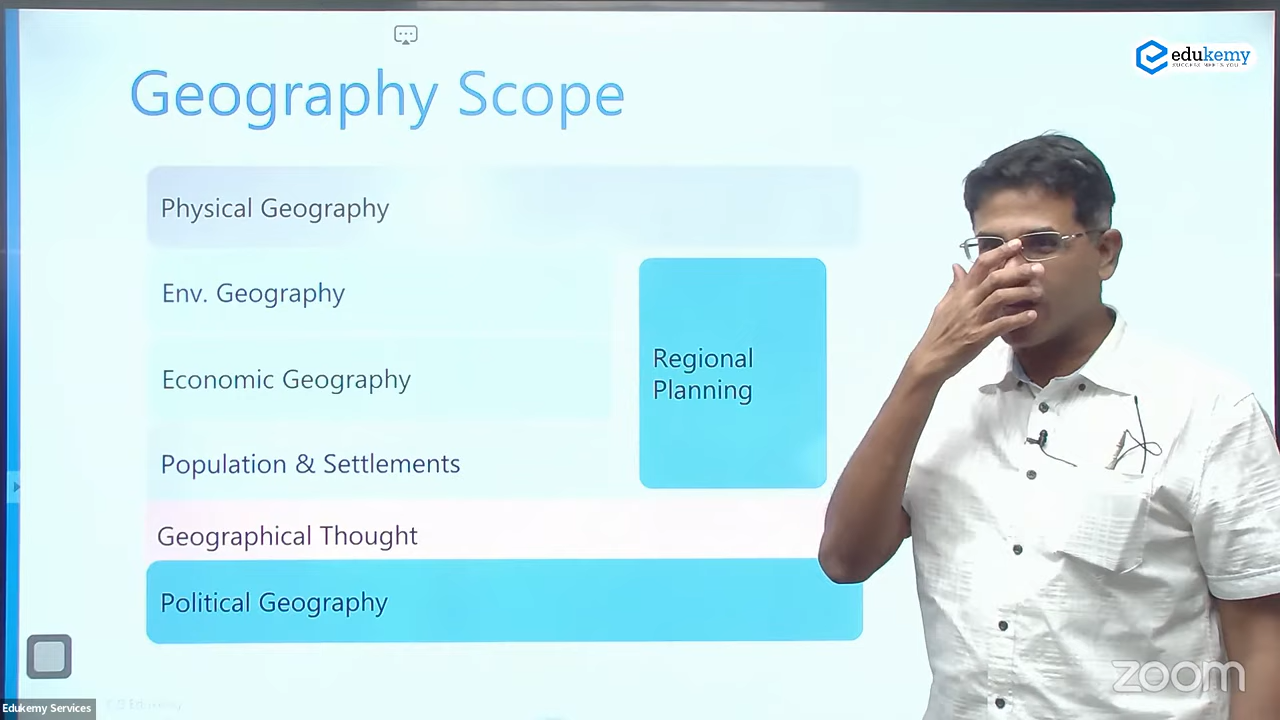 edukemy
Geography Scope
Physical Geography
Env. Geography
Economic Geography
Regional
Planning
Population & Settlements
Geographical Thought
Political Geography
zoom
Edukemy Services